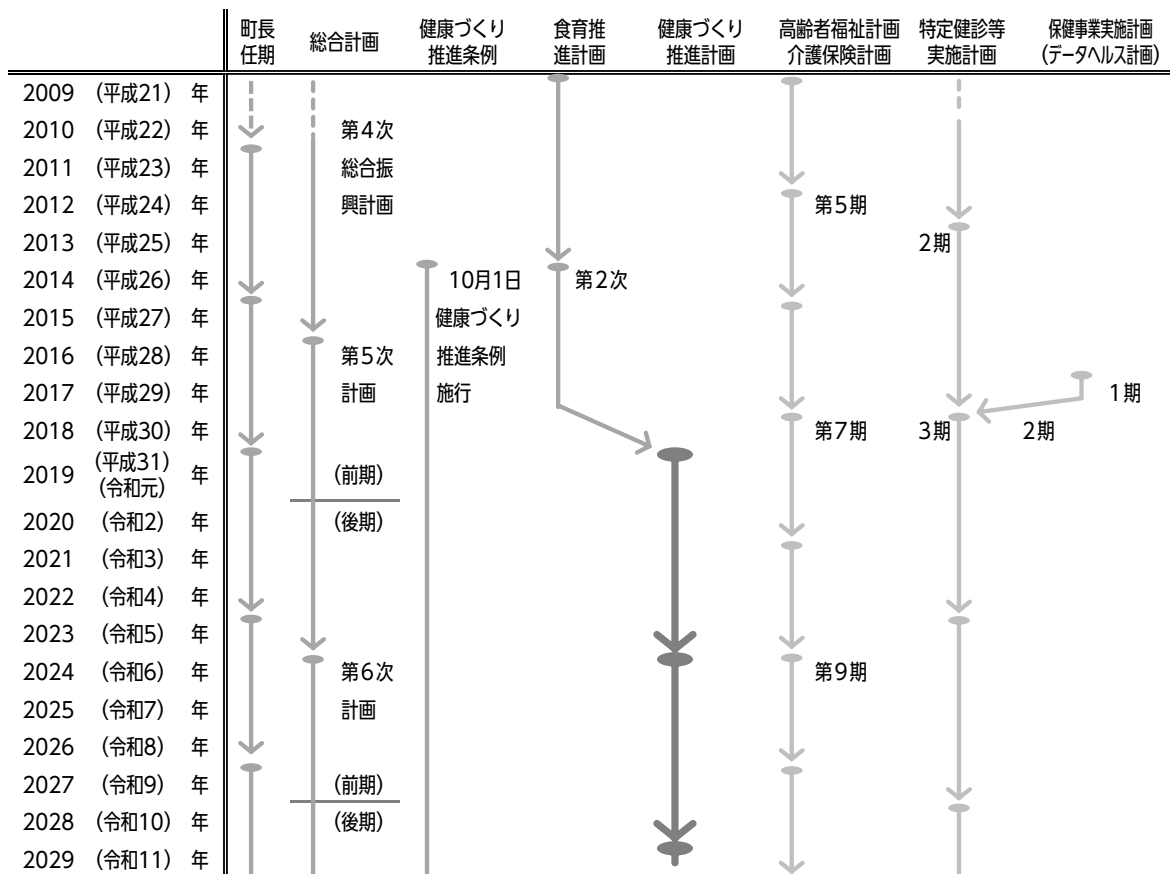 町長
任期
総合計画
健康づくり
推進条例
食育推
進計画
健康づくり
推進計画
高齢者福祉計画
介護保険計画
特定健診等
実施計画
保健事業実施計画
(データヘルス計画)
2009 (平成21) 年
2010 (平成22) 年 第4次
2011 (平成23) 年 総合振
2012 (平成24) 年 興計画 第5期
2013 (平成25) 年 2期
2014 (平成26) 年 10月1日 第2次
2015 (平成27) 年 健康づくり
2016 (平成28) 年 第5次 推進条例
2017 (平成29) 年 計画 施行 1期
2018 (平成30) 年 第7期 3期 2期
2019 (平成31) (令和元) 年 (前期)
2020 (令和2) 年 (後期)
2021 (令和3) 年
2022 (令和4) 年
2023 (令和5) 年
2024 (令和6) 年 第6次 第9期
2025 (令和7) 年 計画
2026 (令和8) 年
2027 (令和9) 年 (前期)
2028 (令和10) 年 (後期)
2029 (令和11) 年